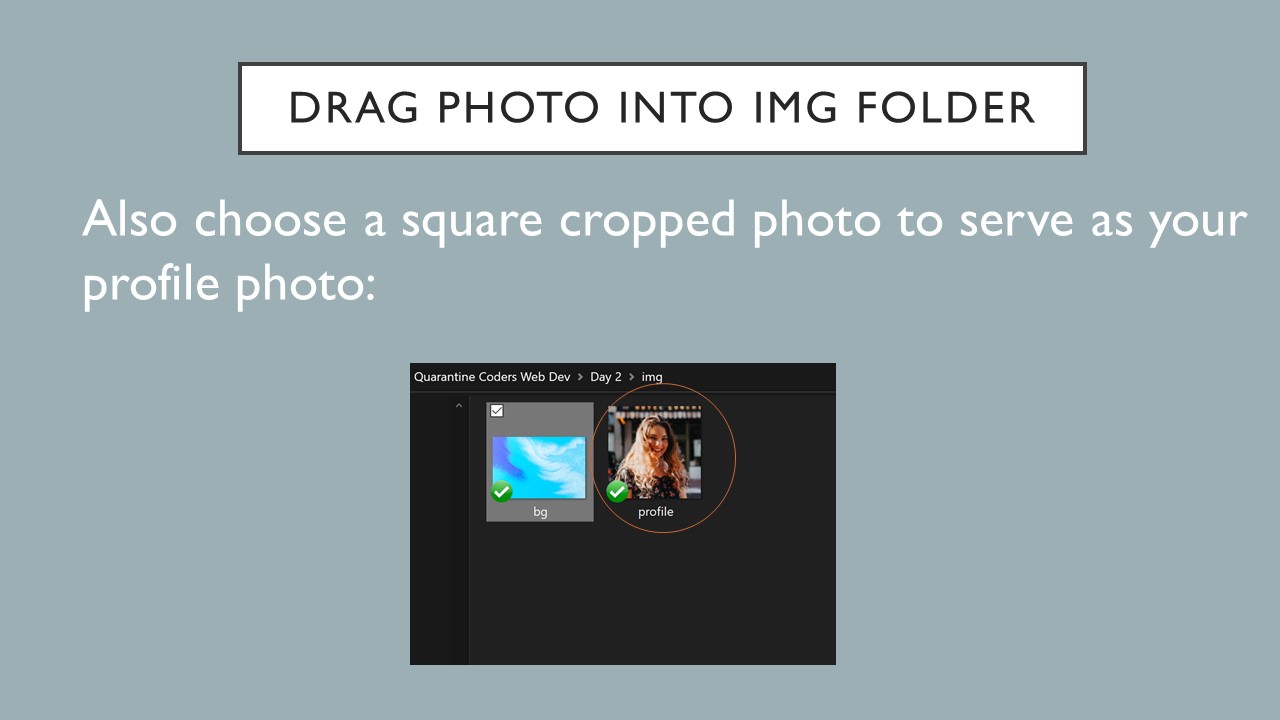 DRAG PHOTO INTO IMG FOLDER
Also choose a square cropped photo to serve as your
profile photo:
Quarantine Coders Web Dev > Day 2 > img
bg
profile